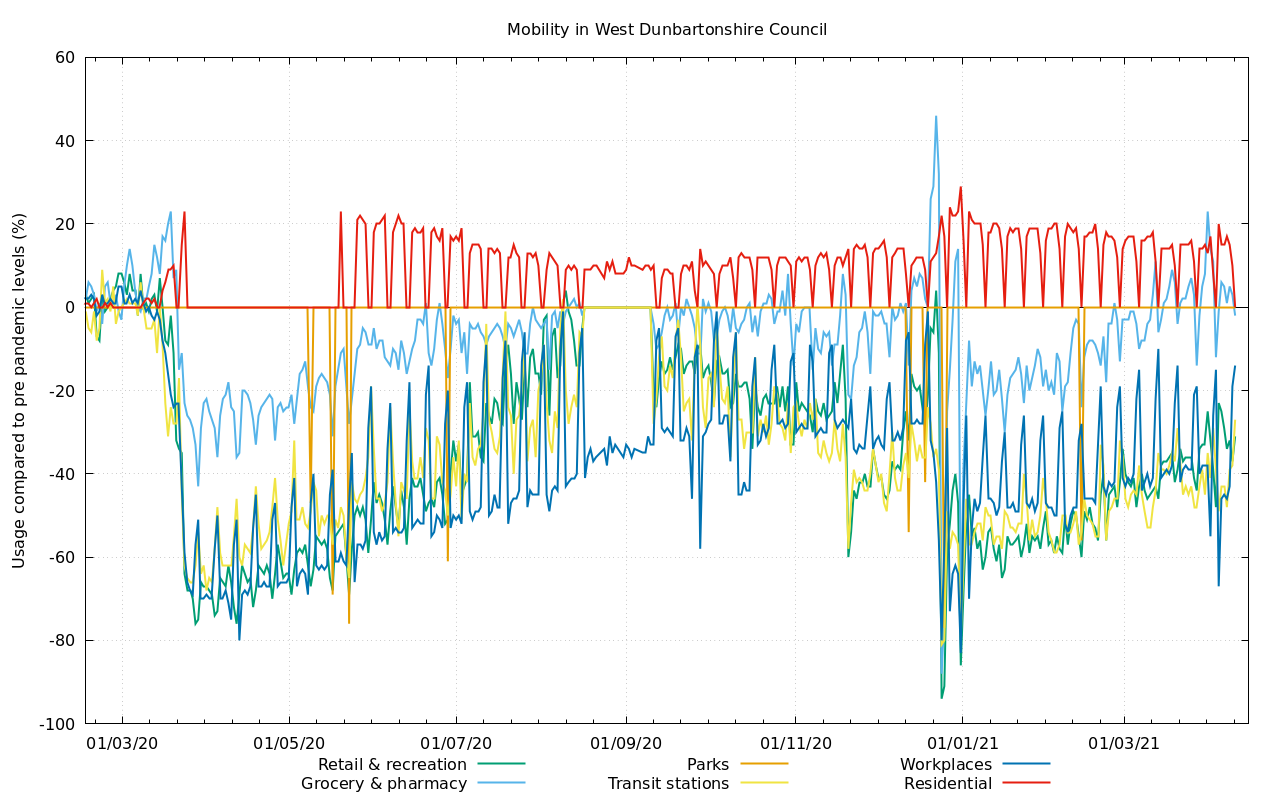 Mobility in West Dunbartonshire Council
Usage compared to pre pandemic levels (%)
60
40
20
0
-20
-40
-60
-80
-100
01/03/20 01/05/20 01/07/20 01/09/20 01/11/20 01/01/21 01/03/21
Retail & recreation Parks Workplaces
Grocery & pharmacy Transit stations Residential